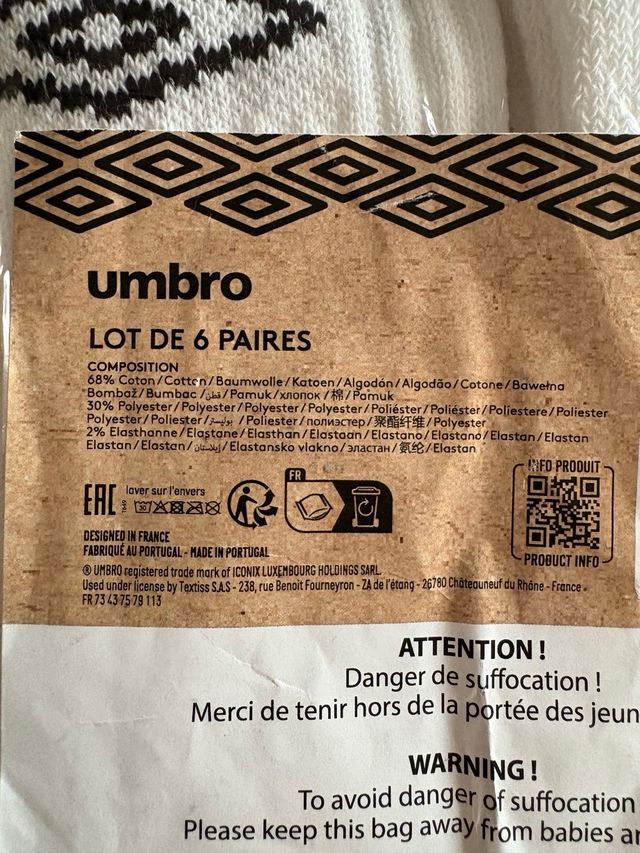 umbro
LOT DE 6 PAIRES
COMPOSITION
68% Coton/Cotton/Baumwolle/Katoen/Algodón/Algodão/Cotone/Bawełna
Bombaž/Bumbac/قطن/Pamuk/хлопок/棉/Pamuk
30% Polyester/Polyester/Polyester/Polyester/Poliéster/Poliéster/Poliestere/Poliester
Polyester/Poliester/بوليستر/Poliester/полиэстер/聚酯纤维/Polyester
2% Elasthanne/Elastane/Elasthan/Elastaan/Elastano/Elastano/Elastan/Elastan
Elastan/Elastan/إيلاستان/Elastansko vlakno/эластан/氨纶/Elastan
EAC
laver sur l'envers
30
FR
INFO PRODUIT
PRODUCT INFO
DESIGNED IN FRANCE
FABRIQUÉ AU PORTUGAL - MADE IN PORTUGAL
® UMBRO registered trade mark of ICONIX LUXEMBOURG HOLDINGS SARL
Used under license by Textiss S.A.S - 238, rue Benoit Fourneyron - ZA de l'étang - 26780 Châteauneuf du Rhône - France -
FR 73 43 75 79 113
ATTENTION !
Danger de suffocation !
Merci de tenir hors de la portée des jeun
WARNING !
To avoid danger of suffocation
Please keep this bag away from babies